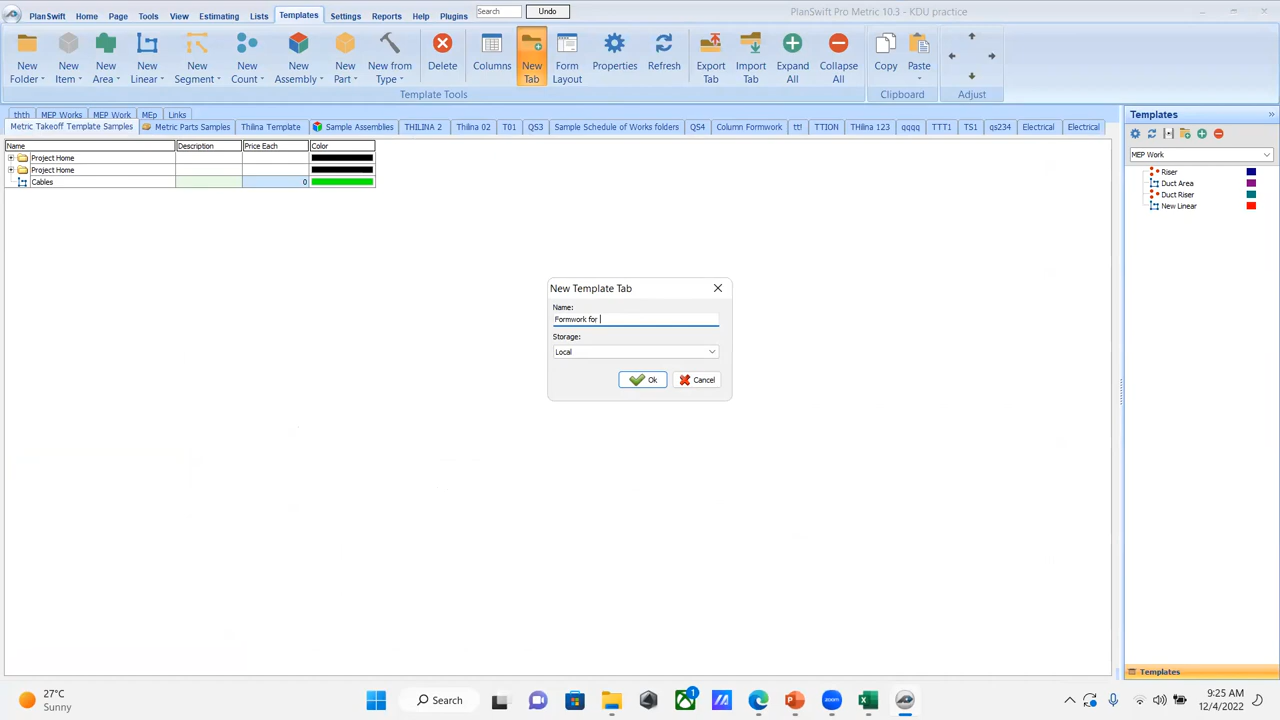 PlanSwift Home Page Tools View Estimating Lists Templates Settings Reports Help Plugins Search Undo PlanSwift Pro Metric 10.3 - KDU practice
New Folder New Item New Area New Linear New Segment New Count New Assembly New Part New from Type Delete Columns New Tab Form Layout Properties Refresh Export Tab Import Tab Expand All Collapse All Copy Paste
Template Tools Clipboard Adjust
thth MEP Works MEP Work MEp Links
Metric Takeoff Template Samples Metric Parts Samples Thilina Template Sample Assemblies THILINA 2 Thilina 02 T01 QS3 Sample Schedule of Works folders QS4 Column Formwork tt! TTION THilina 123 qqqq TTT1 TS1 qs234 Electrical Electrical
Name Description Price Each Color
Project Home
Project Home
Cables 0
Templates
MEP Work
Riser
Duct Area
Duct Riser
New Linear
New Template Tab
Name:
Formwork for
Storage:
Local
Ok Cancel
Templates
27°C
Sunny
Search
1
zoom
9:25 AM
12/4/2022